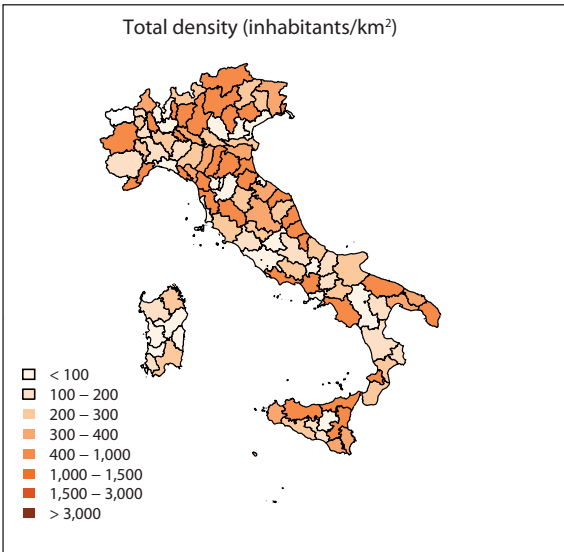 Total density (inhabitants/km²)
< 100
100 – 200
200 – 300
300 – 400
400 – 1,000
1,000 – 1,500
1,500 – 3,000
> 3,000